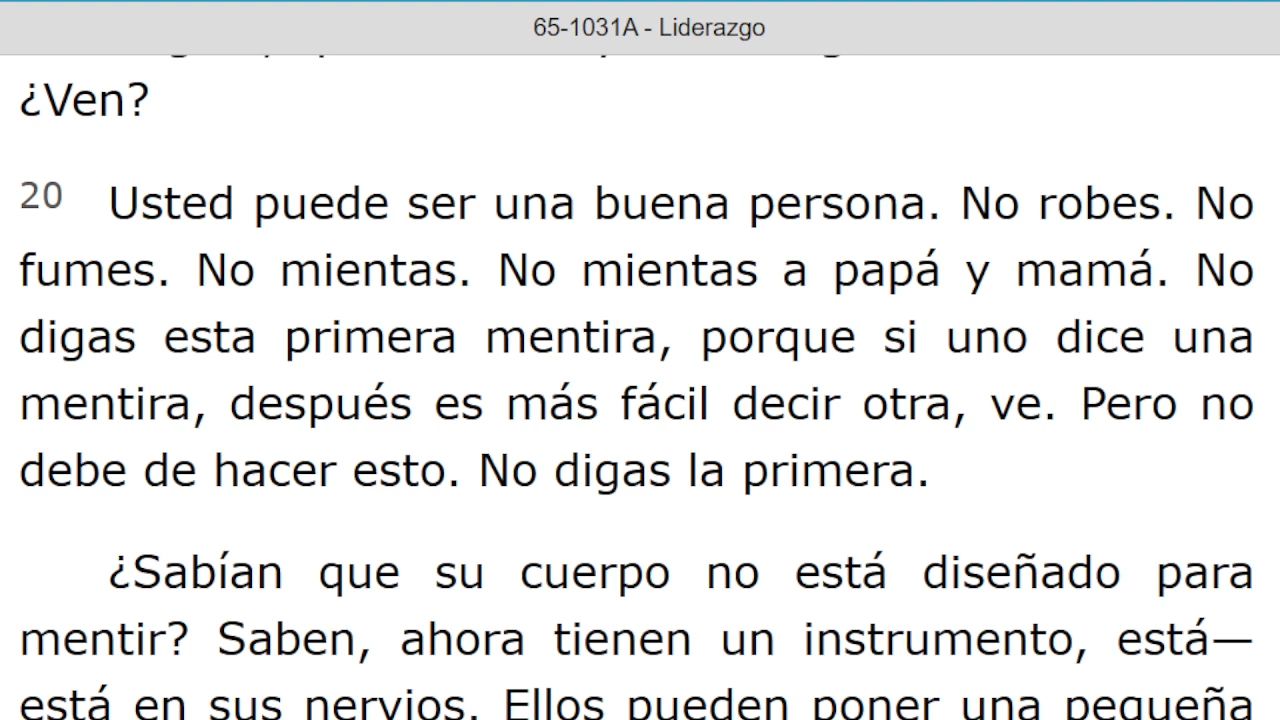 65-1031A - Liderazgo
¿Ven?
20 Usted puede ser una buena persona. No robes. No
fumes. No mientas. No mientas a papá y mamá. No
digas esta primera mentira, porque si uno dice una
mentira, después es más fácil decir otra, ve. Pero no
debe de hacer esto. No digas la primera.
¿Sabían que su cuerpo no está diseñado para
mentir? Saben, ahora tienen un instrumento, está—
está en sus nervios. Ellos pueden poner una pequeña